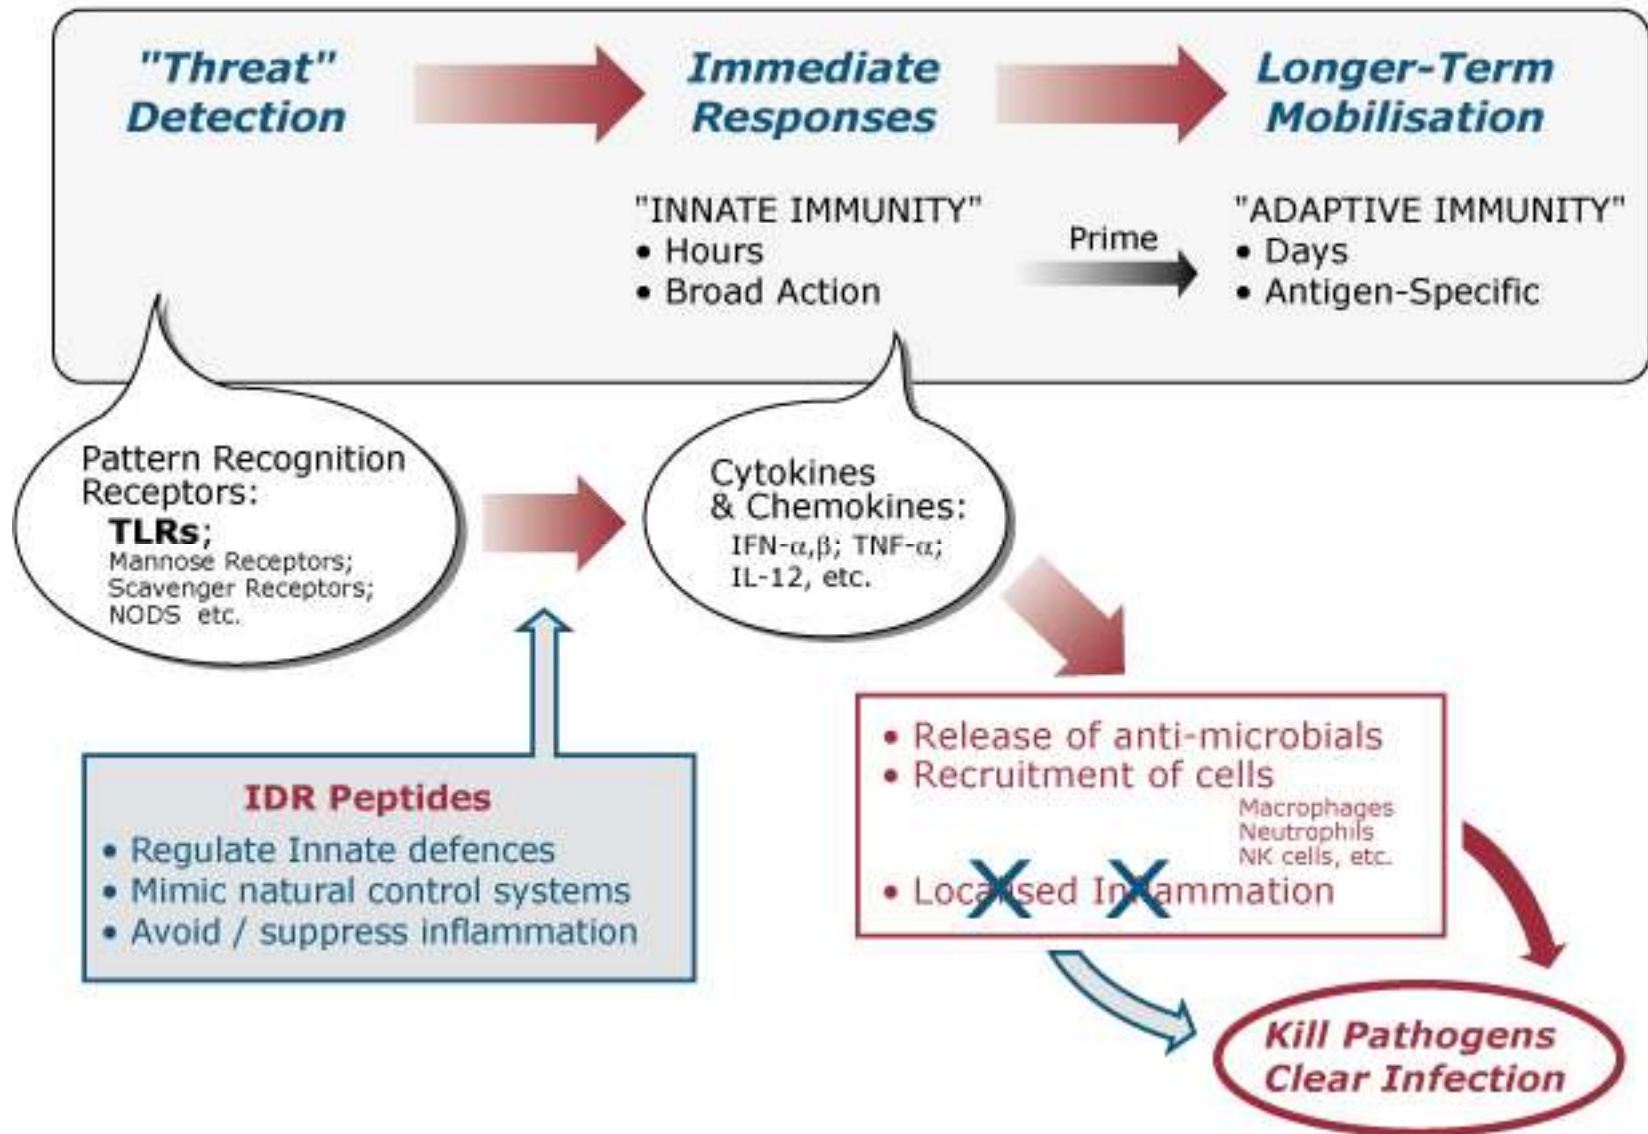 "Threat"
Detection
Immediate
Responses
Longer-Term
Mobilisation
"INNATE IMMUNITY"
• Hours
• Broad Action
Prime
"ADAPTIVE IMMUNITY"
• Days
• Antigen-Specific
Pattern Recognition
Receptors:
TLRs;
Mannose Receptors;
Scavenger Receptors;
NODS etc.
Cytokines
& Chemokines:
IFN-α,β; TNF-α;
IL-12, etc.
IDR Peptides
• Regulate Innate defences
• Mimic natural control systems
• Avoid / suppress inflammation
• Release of anti-microbials
• Recruitment of cells
Macrophages
Neutrophils
NK cells, etc.
• Localised Inflammation
Kill Pathogens
Clear Infection